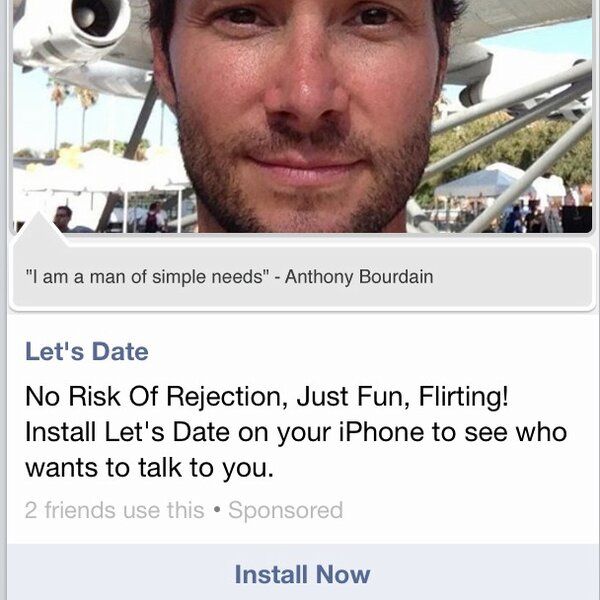 "I am a man of simple needs" - Anthony Bourdain
Let's Date
No Risk Of Rejection, Just Fun, Flirting!
Install Let's Date on your iPhone to see who
wants to talk to you.
2 friends use this • Sponsored
Install Now